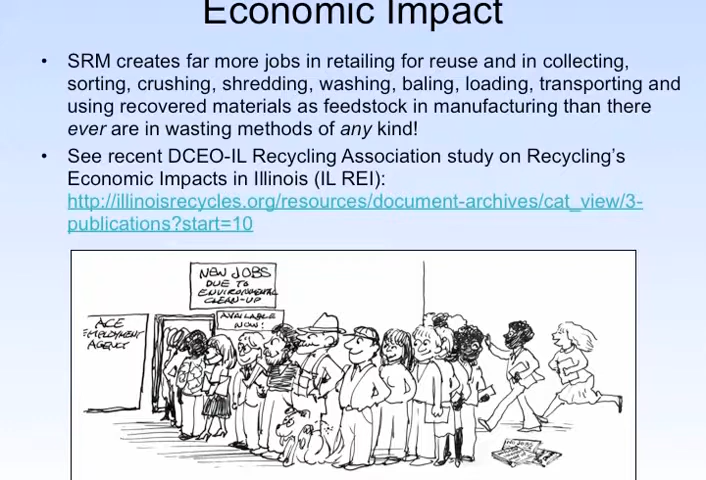 Economic Impact
• SRM creates far more jobs in retailing for reuse and in collecting,
sorting, crushing, shredding, washing, baling, loading, transporting and
using recovered materials as feedstock in manufacturing than there
ever are in wasting methods of any kind!
• See recent DCEO-IL Recycling Association study on Recycling's
Economic Impacts in Illinois (IL REI):
http://illinoisrecycles.org/resources/document-archives/cat_view/3-
publications?start=10
NEW JOBS
DUE TO
ENVIRONMENTAL
CLEAN-UP
AVAILABLE
NOW!
ACE
EMPLOYMENT
AGENCY